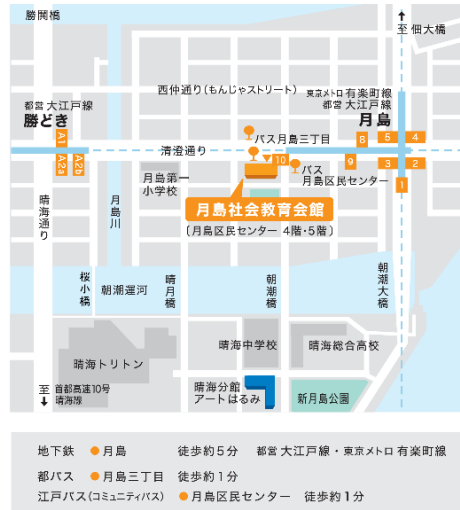 勝鬨橋
至 佃大橋
西仲通り(もんじゃストリート)
東京メトロ 有楽町線
都営 大江戸線
月島
都営 大江戸線
勝どき
バス月島三丁目
A1
A2a
A2b
清澄通り
8
5
4
10
9
3
2
1
バス
月島区民センター
月島第一
小学校
月島社会教育会館
(月島区民センター 4階・5階)
晴海通り
月島川
桜小橋
朝潮運河
晴月橋
朝潮橋
朝潮大橋
晴海トリトン
晴海中学校
晴海総合高校
至
首都高速10号
晴海線
晴海分館
アートはるみ
新月島公園
地下鉄 ●月島 徒歩約5分 都営 大江戸線・東京メトロ 有楽町線
都バス ●月島三丁目 徒歩約1分
江戸バス(コミュニティバス) ●月島区民センター 徒歩約1分